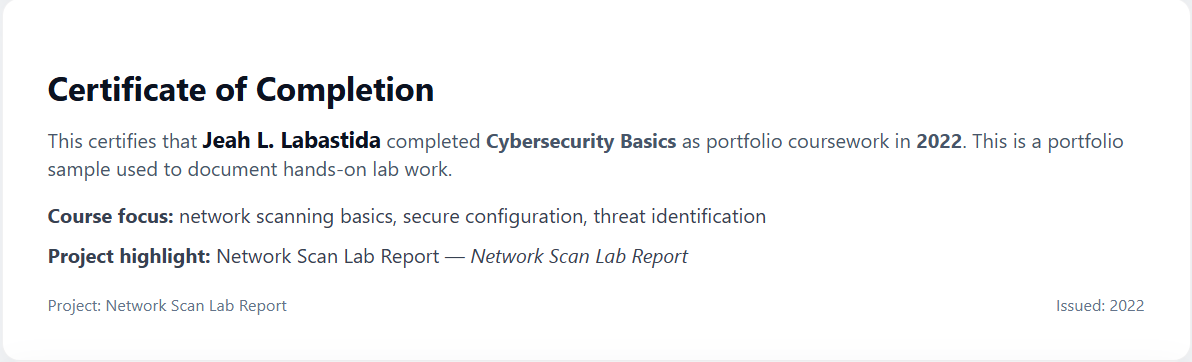 Certificate of Completion
This certifies that Jeah L. Labastida completed Cybersecurity Basics as portfolio coursework in 2022. This is a portfolio
sample used to document hands-on lab work.
Course focus: network scanning basics, secure configuration, threat identification
Project highlight: Network Scan Lab Report — Network Scan Lab Report
Project: Network Scan Lab Report
Issued: 2022